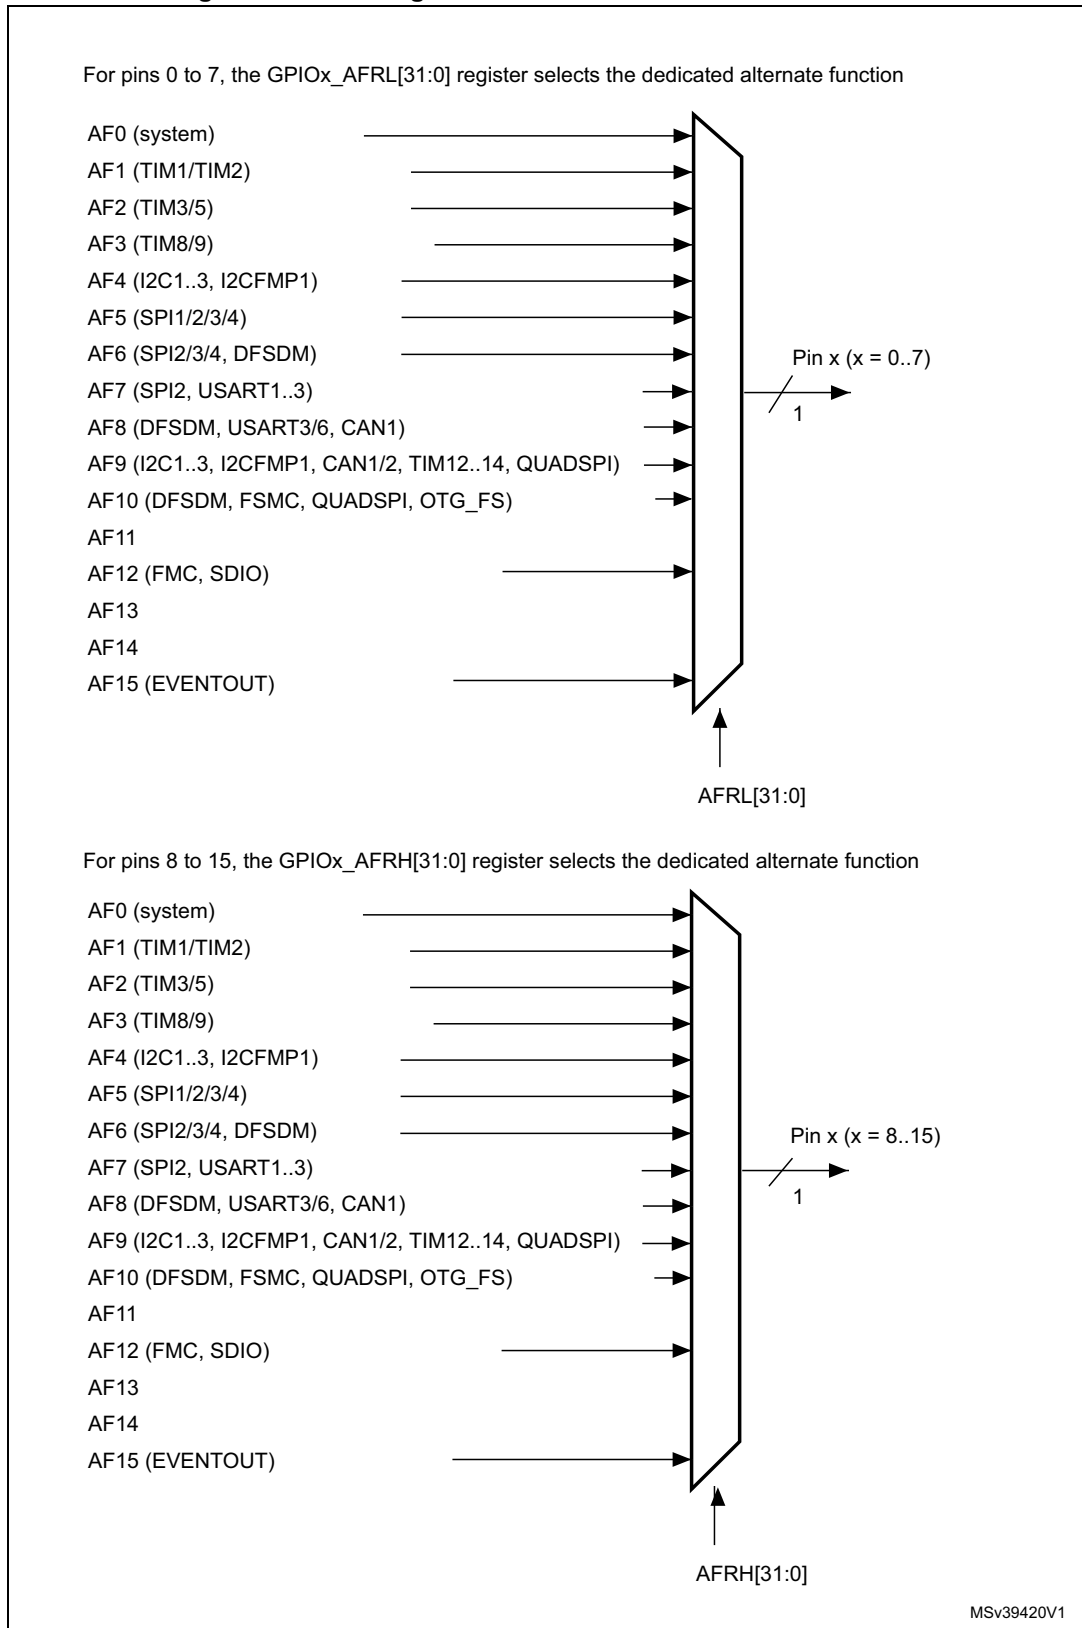 For pins 0 to 7, the GPIOx_AFRL[31:0] register selects the dedicated alternate function
AF0 (system)
AF1 (TIM1/TIM2)
AF2 (TIM3/5)
AF3 (TIM8/9)
AF4 (I2C1..3, I2CFMP1)
AF5 (SPI1/2/3/4)
AF6 (SPI2/3/4, DFSDM)
Pin x (x = 0..7)
AF7 (SPI2, USART1..3)
1
AF8 (DFSDM, USART3/6, CAN1)
AF9 (I2C1..3, I2CFMP1, CAN1/2, TIM12..14, QUADSPI)
AF10 (DFSDM, FSMC, QUADSPI, OTG_FS)
AF11
AF12 (FMC, SDIO)
AF13
AF14
AF15 (EVENTOUT)
AFRL[31:0]
For pins 8 to 15, the GPIOx_AFRH[31:0] register selects the dedicated alternate function
AF0 (system)
AF1 (TIM1/TIM2)
AF2 (TIM3/5)
AF3 (TIM8/9)
AF4 (I2C1..3, I2CFMP1)
AF5 (SPI1/2/3/4)
AF6 (SPI2/3/4, DFSDM)
Pin x (x = 8..15)
AF7 (SPI2, USART1..3)
1
AF8 (DFSDM, USART3/6, CAN1)
AF9 (I2C1..3, I2CFMP1, CAN1/2, TIM12..14, QUADSPI)
AF10 (DFSDM, FSMC, QUADSPI, OTG_FS)
AF11
AF12 (FMC, SDIO)
AF13
AF14
AF15 (EVENTOUT)
AFRH[31:0]
MSv39420V1